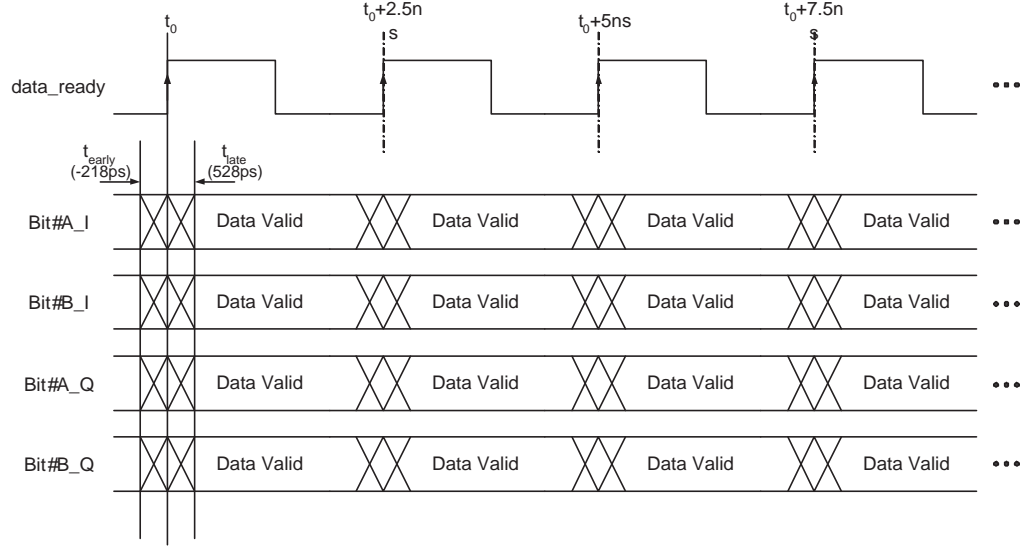 t0 t0+2.5n
s t0+5ns t0+7.5n
s
data_ready
tearly
(-218ps) tlate
(528ps)
Bit#A_I Data Valid Data Valid Data Valid Data Valid
Bit#B_I Data Valid Data Valid Data Valid Data Valid
Bit#A_Q Data Valid Data Valid Data Valid Data Valid
Bit#B_Q Data Valid Data Valid Data Valid Data Valid